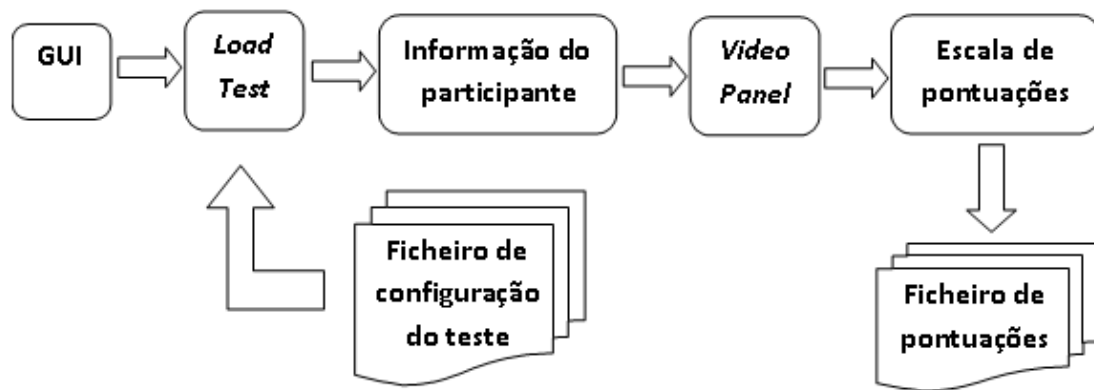 GUI
Load
Test
Informação do
participante
Video
Panel
Escala de
pontuações
Ficheiro de
configuração
do teste
Ficheiro de
pontuações